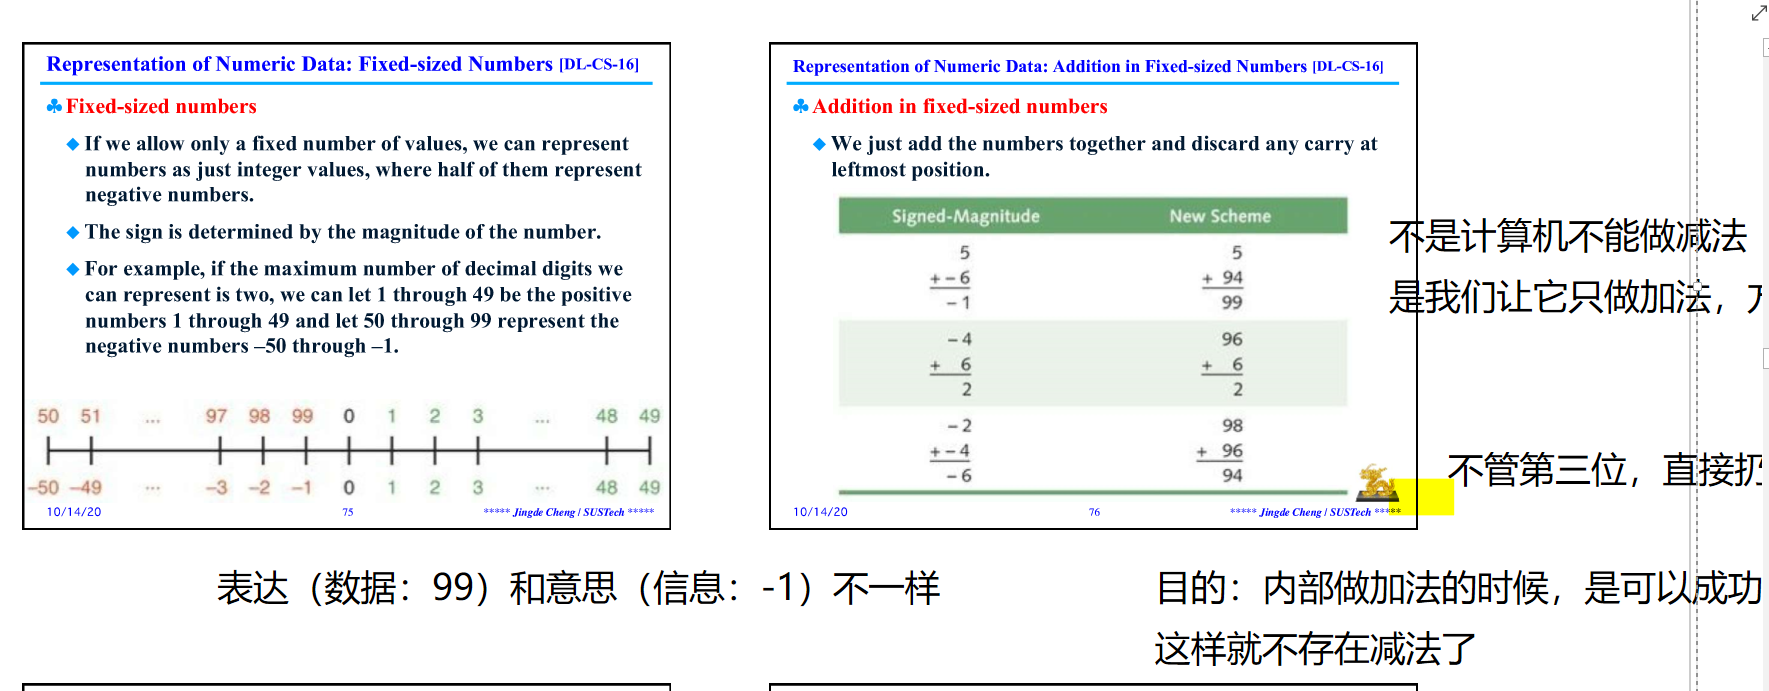 Representation of Numeric Data: Fixed-sized Numbers [DL-CS-16]
♣ Fixed-sized numbers
◆ If we allow only a fixed number of values, we can represent
numbers as just integer values, where half of them represent
negative numbers.
◆ The sign is determined by the magnitude of the number.
◆ For example, if the maximum number of decimal digits we
can represent is two, we can let 1 through 49 be the positive
numbers 1 through 49 and let 50 through 99 represent the
negative numbers –50 through –1.
50 51 ... 97 98 99 0 1 2 3 ... 48 49
–50 –49 ... –3 –2 –1 0 1 2 3 ... 48 49
10/14/20 75 ***** Jingde Cheng / SUSTech *****
Representation of Numeric Data: Addition in Fixed-sized Numbers [DL-CS-16]
♣ Addition in fixed-sized numbers
◆ We just add the numbers together and discard any carry at
leftmost position.
Signed-Magnitude New Scheme
5 5
+ – 6 + 94
– 1 99
– 4 96
+ 6 + 6
2 2
– 2 98
+ – 4 + 96
– 6 94
10/14/20 76 ***** Jingde Cheng / SUSTech *****
不是计算机不能做减法
是我们让它只做加法，
不管第三位，直接扔
表达（数据：99）和意思（信息：-1）不一样
目的：内部做加法的时候，是可以成功
这样就不存在减法了